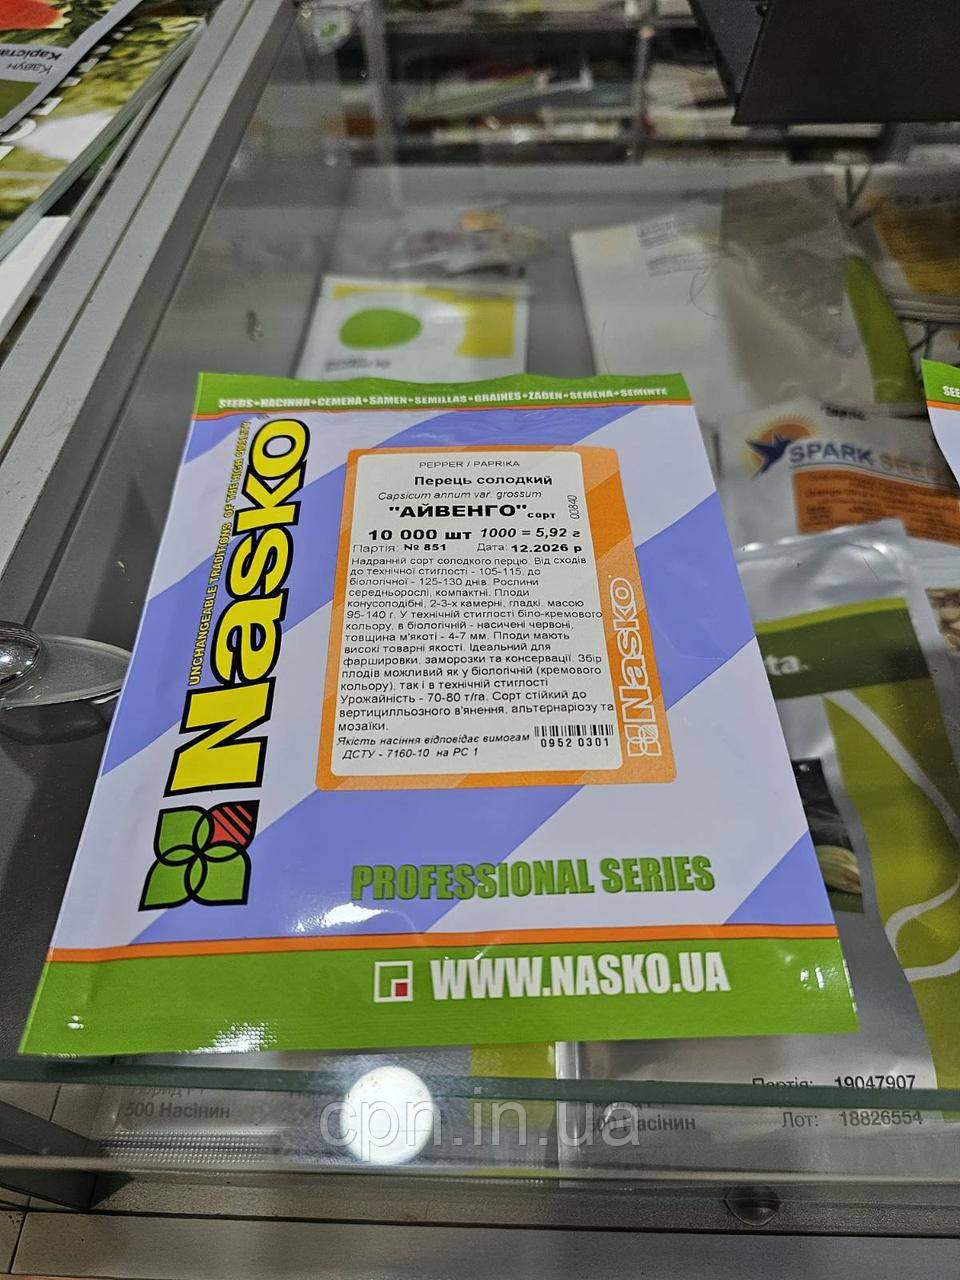 Кавун
SEEDS•НАСІННЯ•СЕМЕНА•SAMEN•SEMILLAS•GRAINES•ZÁDEN•SEMENA•SEMINTE
UNCHANGEABLE TRADITIONS OF THE HIGH QUALITY
Nasko
PEPPER / PAPRIKA
Перець солодкий
Capsicum annum var. grossum
"АЙВЕНГО" сорт
00840
10 000 шт 1000 = 5,92 г
Партія: № 851 Дата: 12.2026 р
Надранній сорт солодкого перцю. Від сходів
до технічної стиглості - 105-115, до
біологічної - 125-130 днів. Рослини
середньорослі, компактні. Плоди
конусоподібні, 2-3-х камерні, гладкі. масою
95-140 г. У технічній стиглості біло-кремового
кольору, в біологічній - насичені червоні,
товщина м'якоті - 4-7 мм. Плоди мають
високі товарні якості. Ідеальний для
фаршировки, заморозки та консервації. Збір
плодів можливий як у біологічній (кремового
кольору), так і в технічній стиглості
Урожайність - 70-80 т/га. Сорт стійкий до
вертицилльозного в'янення, альтернаріозу та
мозаїки.
Якість насіння відповідає вимогам
ДСТУ - 7160-10 на РС 1
0952 0301
Nasko
PROFESSIONAL SERIES
WWW.NASKO.UA
SPARK SEEDS
500 Насінин
500 Насінин
Партія: 19047907
Лот: 18826554
cpn.in.ua